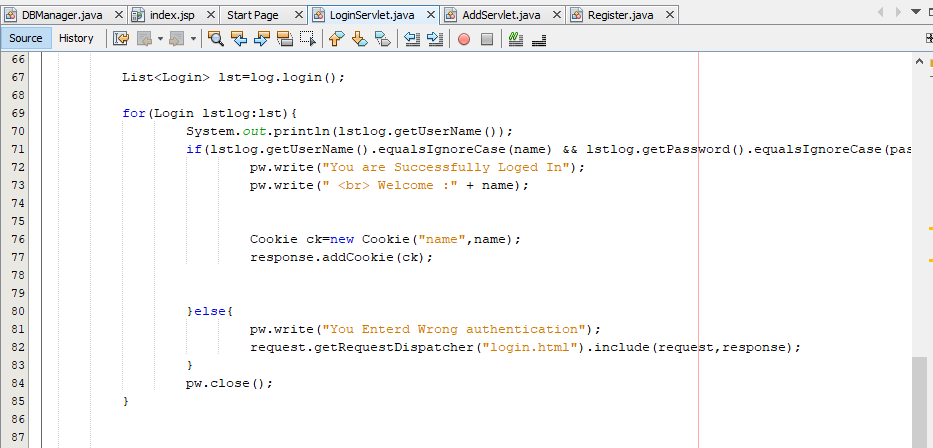 DBManager.java index.jsp Start Page LoginServlet.java AddServlet.java Register.java
Source History
66
67 List<Login> lst=log.login();
68
69 for(Login lstlog:lst){
70 System.out.println(lstlog.getUserName());
71 if(lstlog.getUserName().equalsIgnoreCase(name) && lstlog.getPassword().equalsIgnoreCase(pas
72 pw.write("You are Successfully Loged In");
73 pw.write(" <br> Welcome :" + name);
74
75
76 Cookie ck=new Cookie("name",name);
77 response.addCookie(ck);
78
79
80 }else{
81 pw.write("You Enterd Wrong authentication");
82 request.getRequestDispatcher("login.html").include(request,response);
83 }
84 pw.close();
85 }
86
87